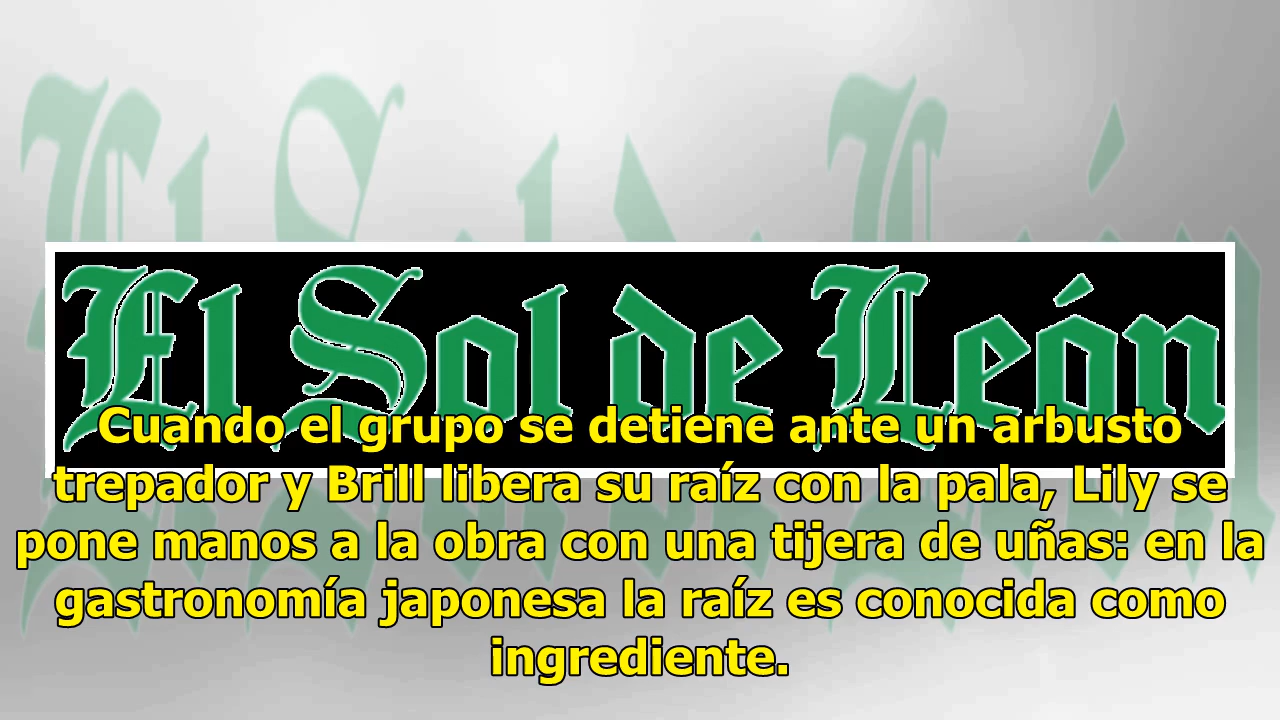 El Sol de León
Cuando el grupo se detiene ante un arbusto
trepador y Brill libera su raíz con la pala, Lily se
pone manos a la obra con una tijera de uñas: en la
gastronomía japonesa la raíz es conocida como
ingrediente.